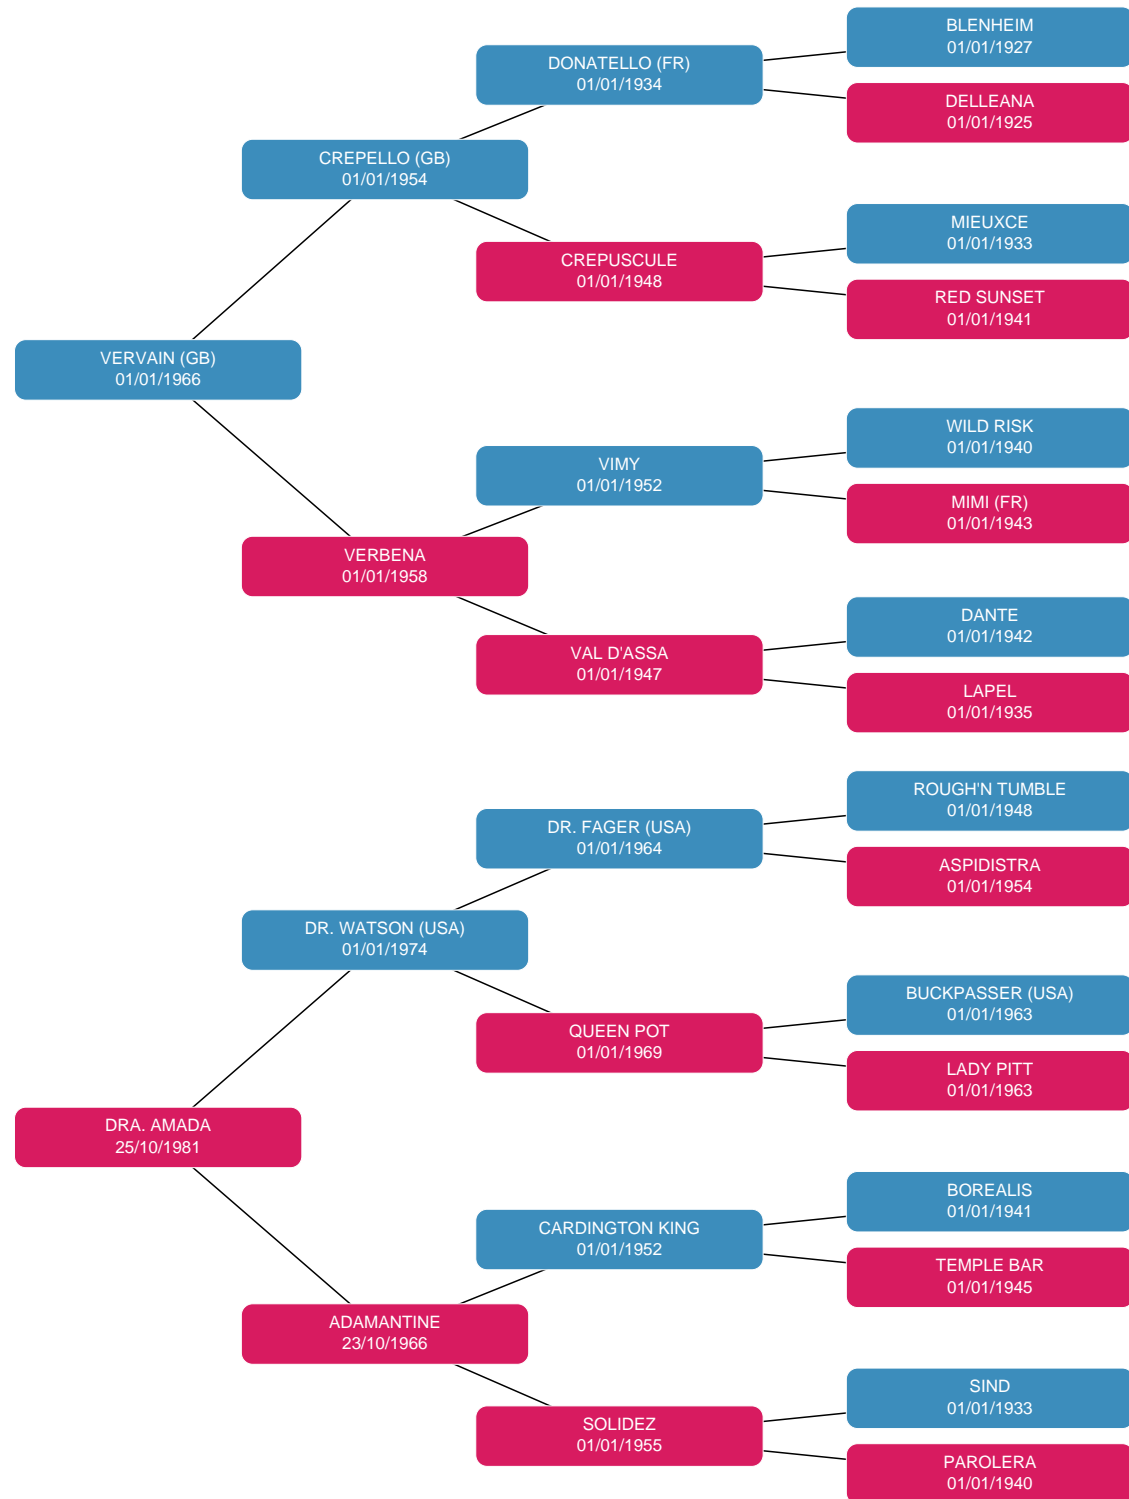 BLENHEIM
01/01/1927
DONATELLO (FR)
01/01/1934
DELLEANA
01/01/1925
CREPELLO (GB)
01/01/1954
MIEUXCE
01/01/1933
CREPUSCULE
01/01/1948
RED SUNSET
01/01/1941
VERVAIN (GB)
01/01/1966
WILD RISK
01/01/1940
VIMY
01/01/1952
MIMI (FR)
01/01/1943
VERBENA
01/01/1958
DANTE
01/01/1942
VAL D'ASSA
01/01/1947
LAPEL
01/01/1935
ROUGH'N TUMBLE
01/01/1948
DR. FAGER (USA)
01/01/1964
ASPIDISTRA
01/01/1954
DR. WATSON (USA)
01/01/1974
BUCKPASSER (USA)
01/01/1963
QUEEN POT
01/01/1969
LADY PITT
01/01/1963
DRA. AMADA
25/10/1981
BOREALIS
01/01/1941
CARDINGTON KING
01/01/1952
TEMPLE BAR
01/01/1945
ADAMANTINE
23/10/1966
SIND
01/01/1933
SOLIDEZ
01/01/1955
PAROLERA
01/01/1940